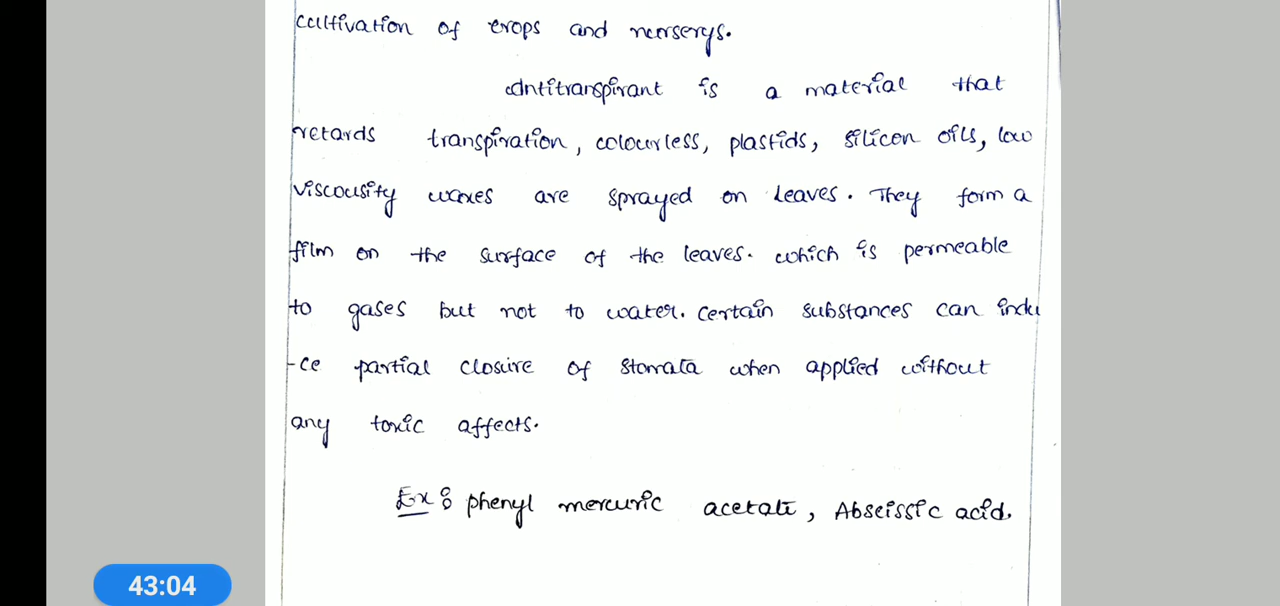 cultivation of crops and nurserys.
Antitranspirant is a material that
retards transpiration, colourless, plastids, silicon oils, low
viscousity waxes are sprayed on leaves. They form a
film on the surface of the leaves. which is permeable
to gases but not to water. certain substances can indu
-ce partial closure of stomata when applied without
any toxic affects.
Ex : phenyl mercuric acetate, Abscissic acid.
43:04